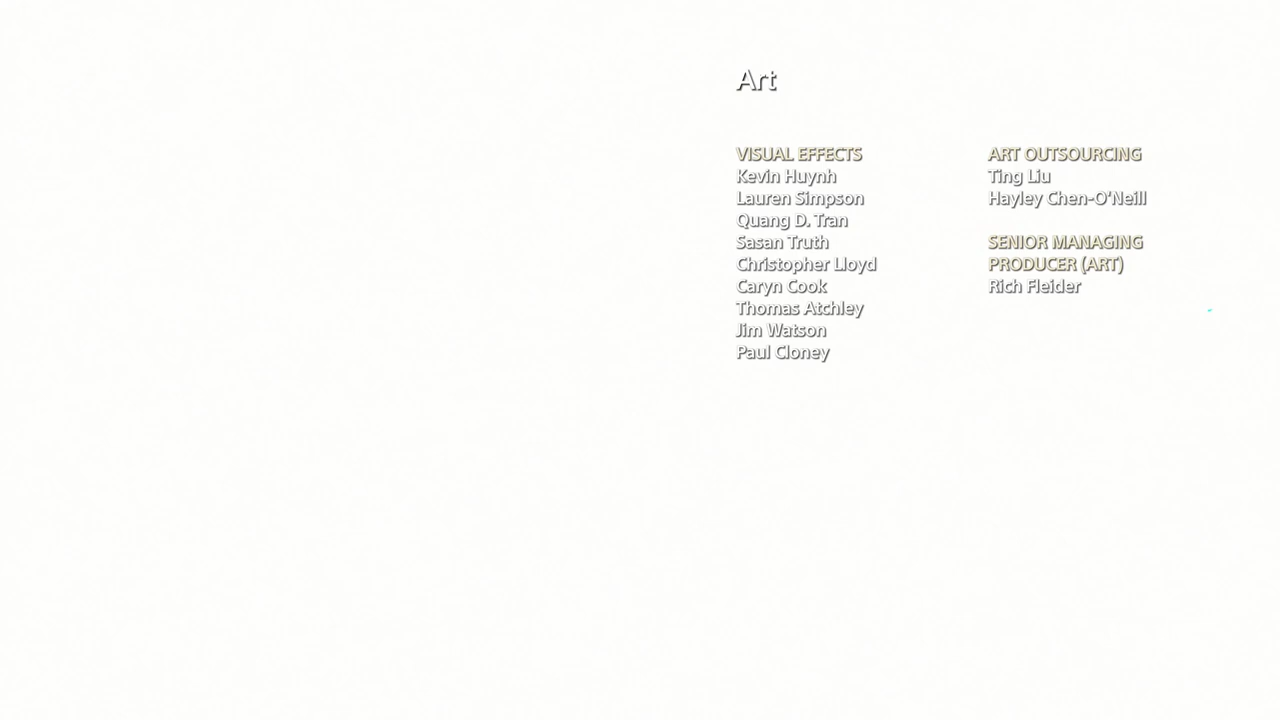 Art
VISUAL EFFECTS
Kevin Huynh
Lauren Simpson
Quang D. Tran
Sasan Truth
Christopher Lloyd
Caryn Cook
Thomas Atchley
Jim Watson
Paul Cloney
ART OUTSOURCING
Ting Liu
Hayley Chen-O'Neill
SENIOR MANAGING
PRODUCER (ART)
Rich Fleider